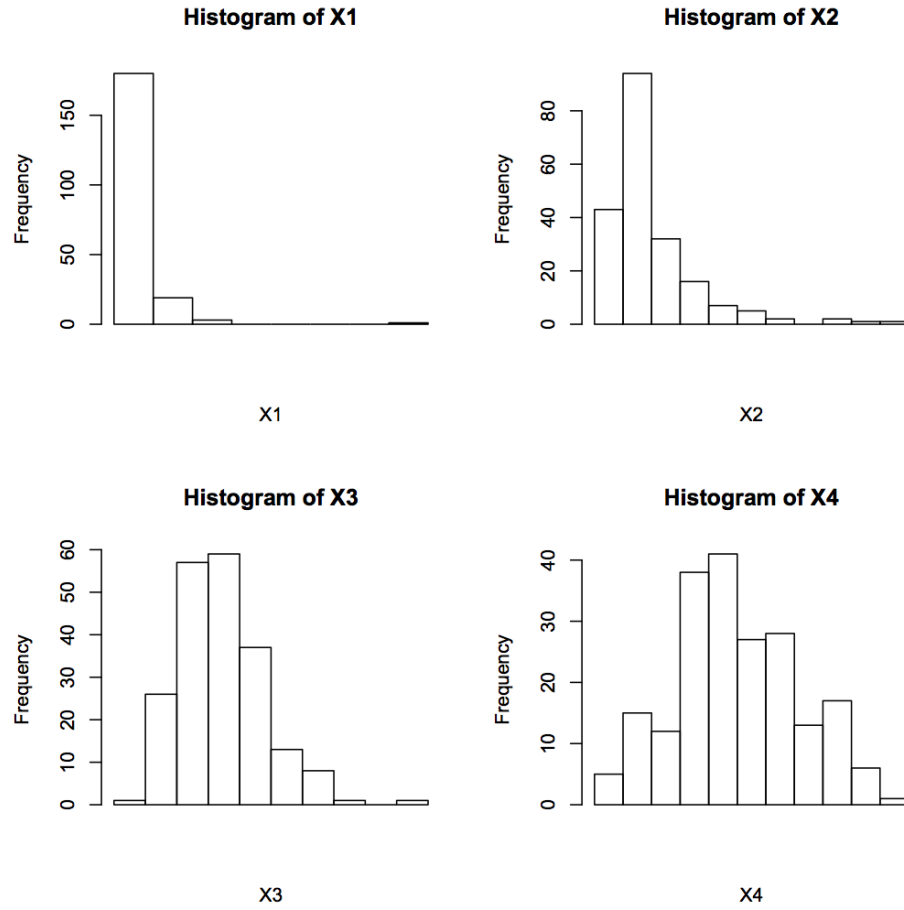 Histogram of X1
Frequency
0
50
100
150
X1
Histogram of X2
Frequency
0
20
40
60
80
X2
Histogram of X3
Frequency
0
10
20
30
40
50
60
X3
Histogram of X4
Frequency
0
10
20
30
40
X4